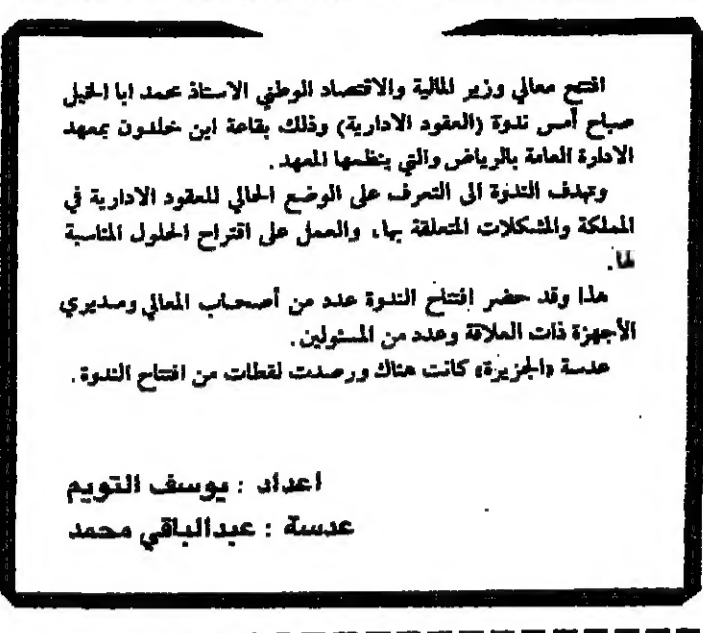 افتتح معالي وزير المالية والاقتصاد الوطني الاستاذ محمد ابا الخيل
صباح أمس ندوة (العقود الادارية) وذلك بقاعة ابن خلدون بمعهد
الادارة العامة بالرياض والتي ينظمها المعهد.
وتهدف الندوة الى التعرف على الوضع الحالي للعقود الادارية في
المملكة والمشكلات المتعلقة بها، والعمل على اقتراح الحلول المناسبة
لها.
هذا وقد حضر افتتاح الندوة عدد من أصحاب المعالي ومديري
الأجهزة ذات العلاقة وعدد من المسئولين.
عدسة «الجزيرة» كانت هناك ورصدت لقطات من افتتاح الندوة.
اعداد : يوسف التويم
عدسة : عبدالباقي محمد